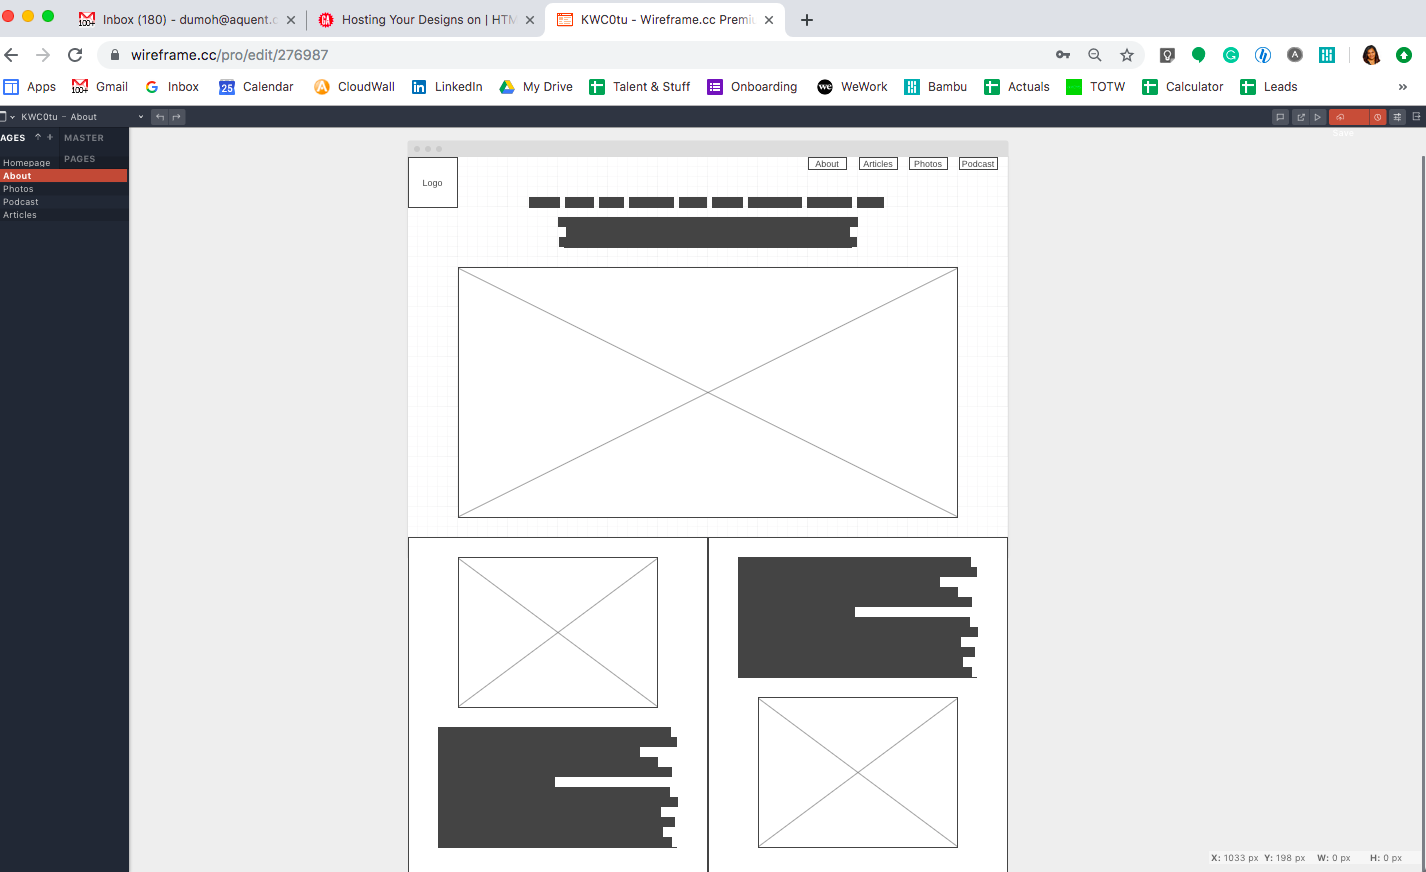 Inbox (180) - dumoh@aquent.c
Hosting Your Designs on | HTM
KWC0tu - Wireframe.cc Premiu
wireframe.cc/pro/edit/276987
Apps
Gmail
Inbox
Calendar
CloudWall
LinkedIn
My Drive
Talent & Stuff
Onboarding
WeWork
Bambu
Actuals
TOTW
Calculator
Leads
KWC0tu - About
Save
AGES
MASTER
PAGES
Homepage
About
Photos
Podcast
Articles
Logo
About
Articles
Photos
Podcast
X: 1033 px Y: 198 px W: 0 px H: 0 px